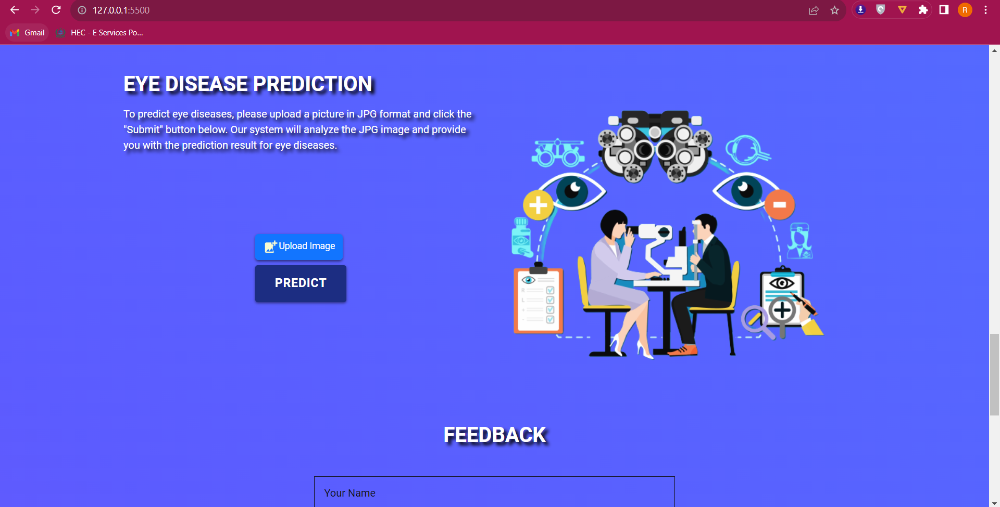 127.0.0.1:5500
R
Gmail
HEC - E Services Po...
EYE DISEASE PREDICTION
To predict eye diseases, please upload a picture in JPG format and click the
"Submit" button below. Our system will analyze the JPG image and provide
you with the prediction result for eye diseases.
Upload Image
PREDICT
R
L
+
-
FEEDBACK
Your Name